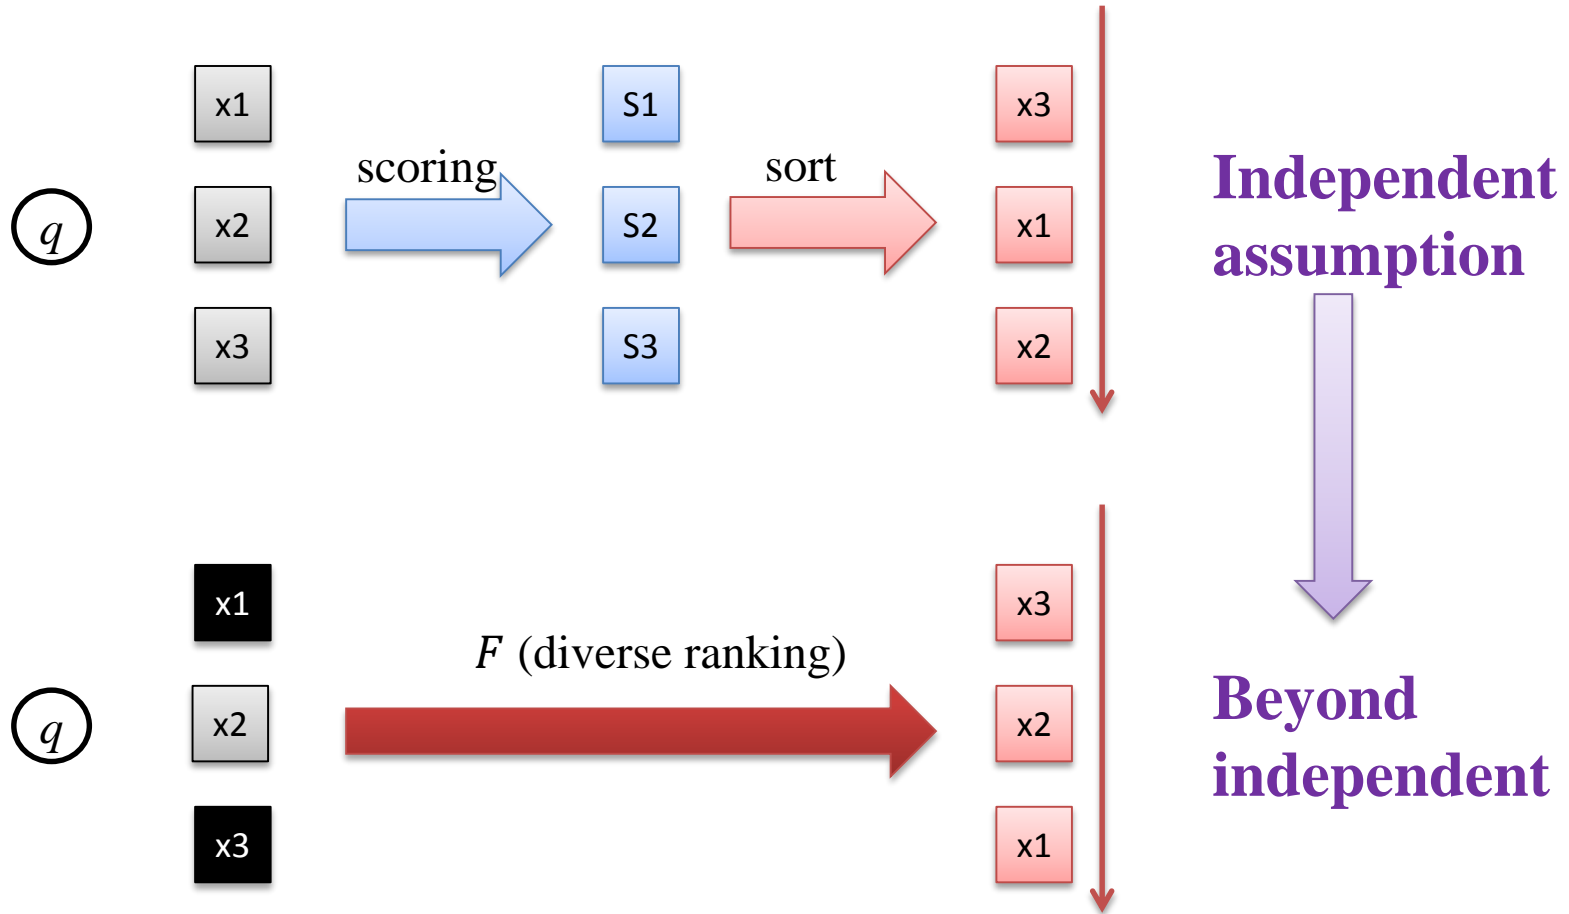 x1
S1
x3
scoring
sort
Independent
assumption
q
x2
S2
x1
x3
S3
x2
x1
x3
F (diverse ranking)
q
x2
x2
Beyond
independent
x3
x1